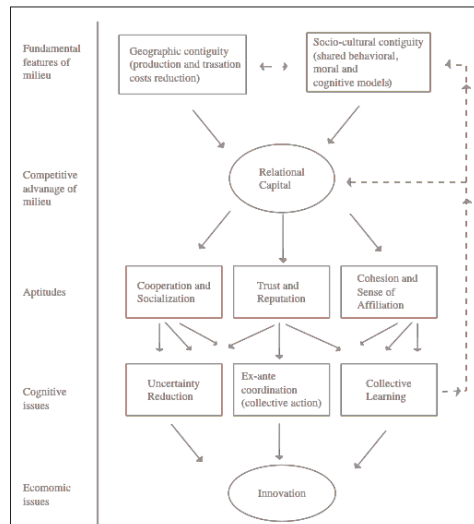 Fundamental
features of
milieu
Geographic contiguity
(production and trasation
costs reduction)
Socio-cultural contiguity
(shared behavioral,
moral and
cognitive models)
Competitive
advanage of
milieu
Relational
Capital
Aptitudes
Cooperation and
Socialization
Trust and
Reputation
Cohesion and
Sense of
Affiliation
Cognitive
issues
Uncertainty
Reduction
Ex-ante
coordination
(collective action)
Collective
Learning
Ecomomic
issues
Innovation